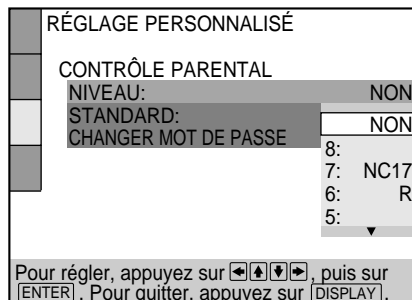 RÉGLAGE PERSONNALISÉ
CONTRÔLE PARENTAL
NIVEAU: NON
STANDARD: NON
CHANGER MOT DE PASSE
8:
7: NC17
6: R
5:
Pour régler, appuyez sur , puis sur
ENTER . Pour quitter, appuyez sur DISPLAY .